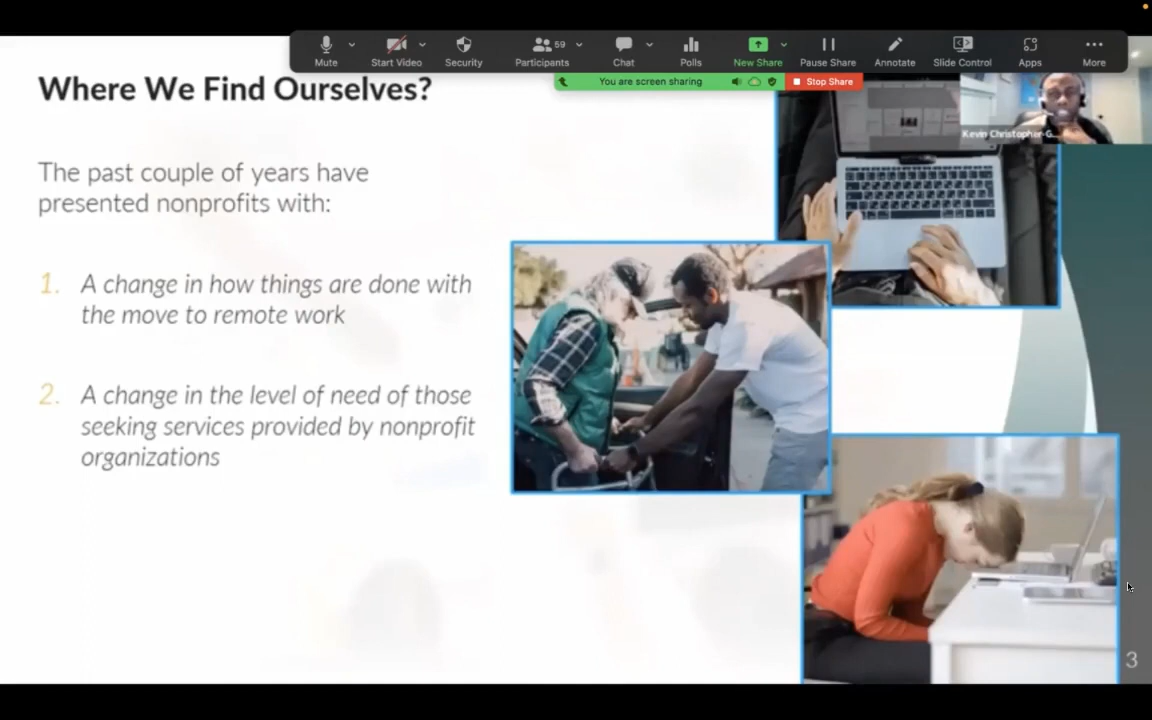 Mute
Start Video
Security
Participants
59
Chat
Polls
New Share
Pause Share
Annotate
Slide Control
Apps
More
You are screen sharing
Stop Share
Kevin Christopher-G...
Where We Find Ourselves?
The past couple of years have
presented nonprofits with:
1. A change in how things are done with
the move to remote work
2. A change in the level of need of those
seeking services provided by nonprofit
organizations
3